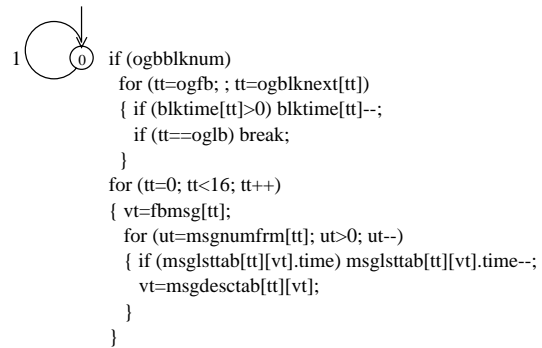 1 0 if (ogbblknum)
for (tt=ogfb; ; tt=ogblknext[tt])
{ if (blktime[tt]>0) blktime[tt]--;
if (tt==oglb) break;
}
for (tt=0; tt<16; tt++)
{ vt=fbmsg[tt];
for (ut=msgnumfrm[tt]; ut>0; ut--)
{ if (msglsttab[tt][vt].time) msglsttab[tt][vt].time--;
vt=msgdesctab[tt][vt];
}
}